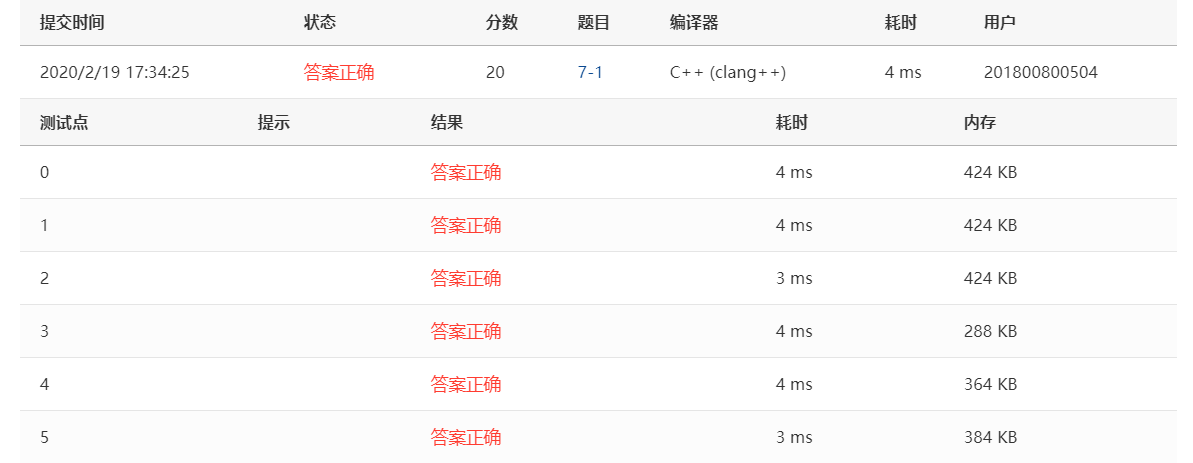 提交时间 状态 分数 题目 编译器 耗时 用户
2020/2/19 17:34:25 答案正确 20 7-1 C++ (clang++) 4 ms 201800800504
测试点 提示 结果 耗时 内存
0 答案正确 4 ms 424 KB
1 答案正确 4 ms 424 KB
2 答案正确 3 ms 424 KB
3 答案正确 4 ms 288 KB
4 答案正确 4 ms 364 KB
5 答案正确 3 ms 384 KB